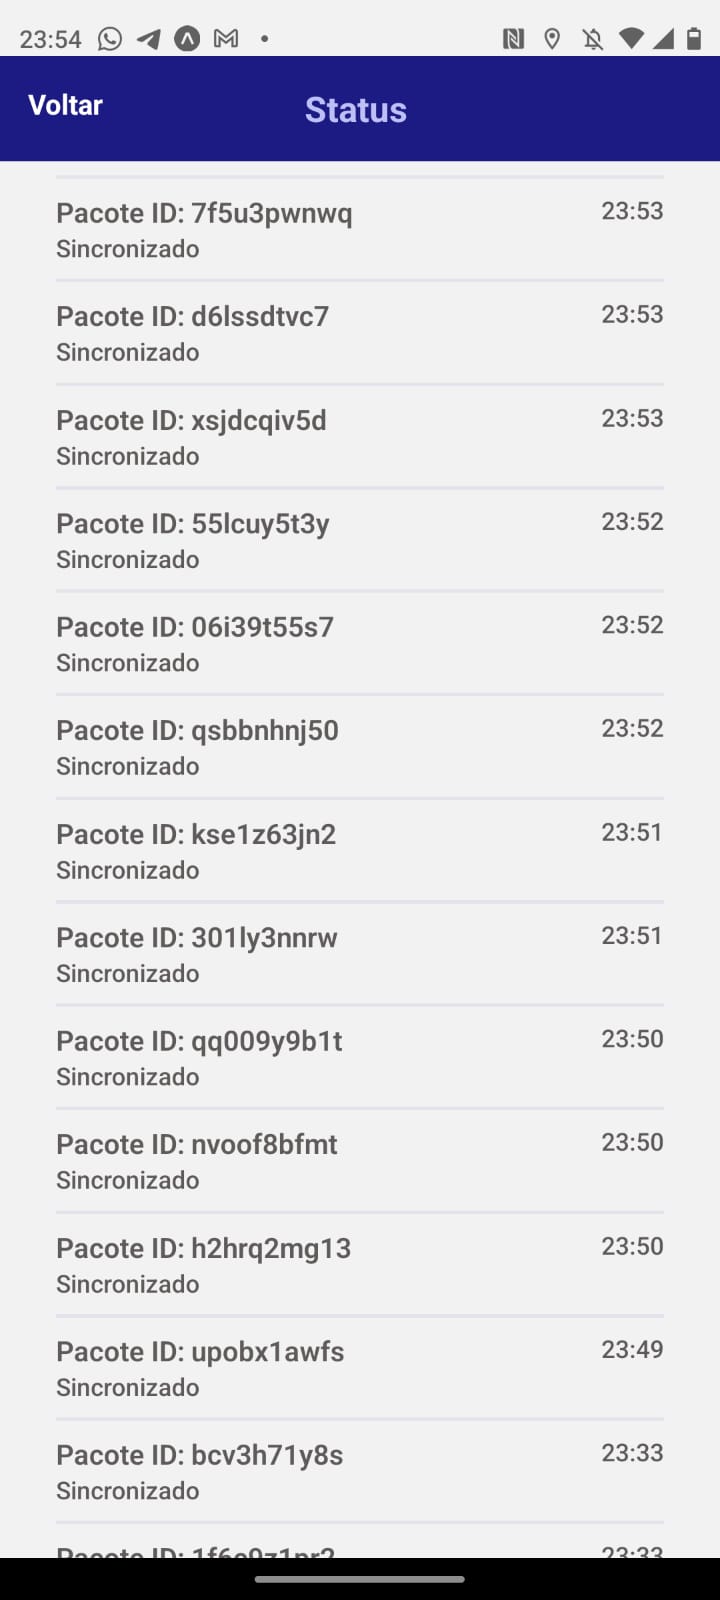 23:54
Voltar
Status
Pacote ID: 7f5u3pwnwq
23:53
Sincronizado
Pacote ID: d6lssdtvc7
23:53
Sincronizado
Pacote ID: xsjdcqiv5d
23:53
Sincronizado
Pacote ID: 55lcuy5t3y
23:52
Sincronizado
Pacote ID: 06i39t55s7
23:52
Sincronizado
Pacote ID: qsbbnhnj50
23:52
Sincronizado
Pacote ID: kse1z63jn2
23:51
Sincronizado
Pacote ID: 301ly3nnrw
23:51
Sincronizado
Pacote ID: qq009y9b1t
23:50
Sincronizado
Pacote ID: nvoof8bfmt
23:50
Sincronizado
Pacote ID: h2hrq2mg13
23:50
Sincronizado
Pacote ID: upobx1awfs
23:49
Sincronizado
Pacote ID: bcv3h71y8s
23:33
Sincronizado
Pacote ID:
23:33